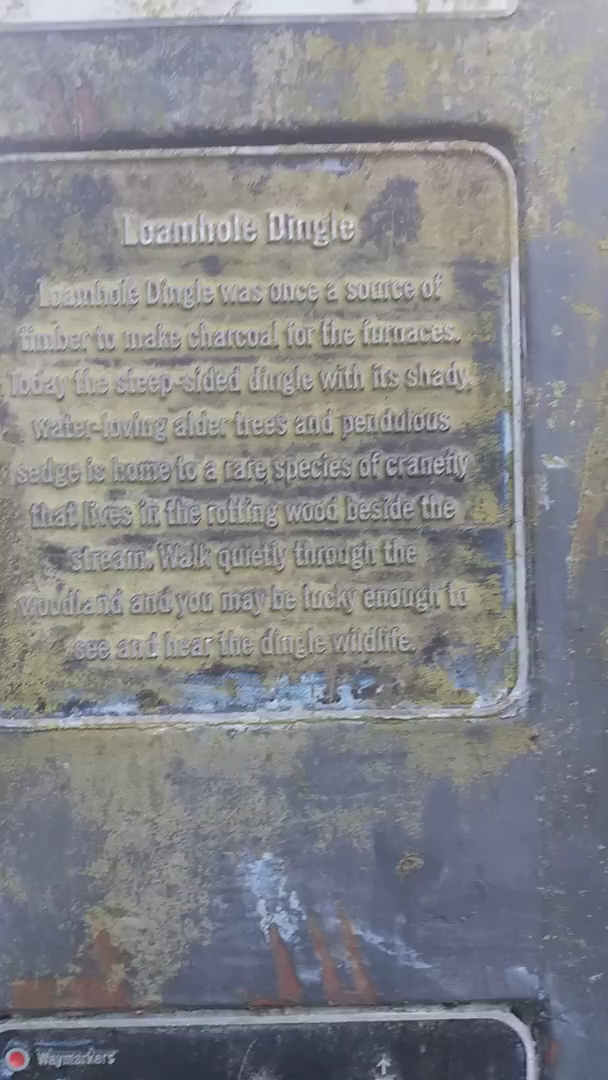 Loamhole Dingle
Loamhole Dingle was once a source of
timber to make charcoal for the furnaces.
Today the steep-sided dingle with its shady,
water-loving alder trees and pendulous
sedge is home to a rare species of cranefly
that lives in the rotting wood beside the
stream. Walk quietly through the
woodland and you may be lucky enough to
see and hear the dingle wildlife.
Waymarkers